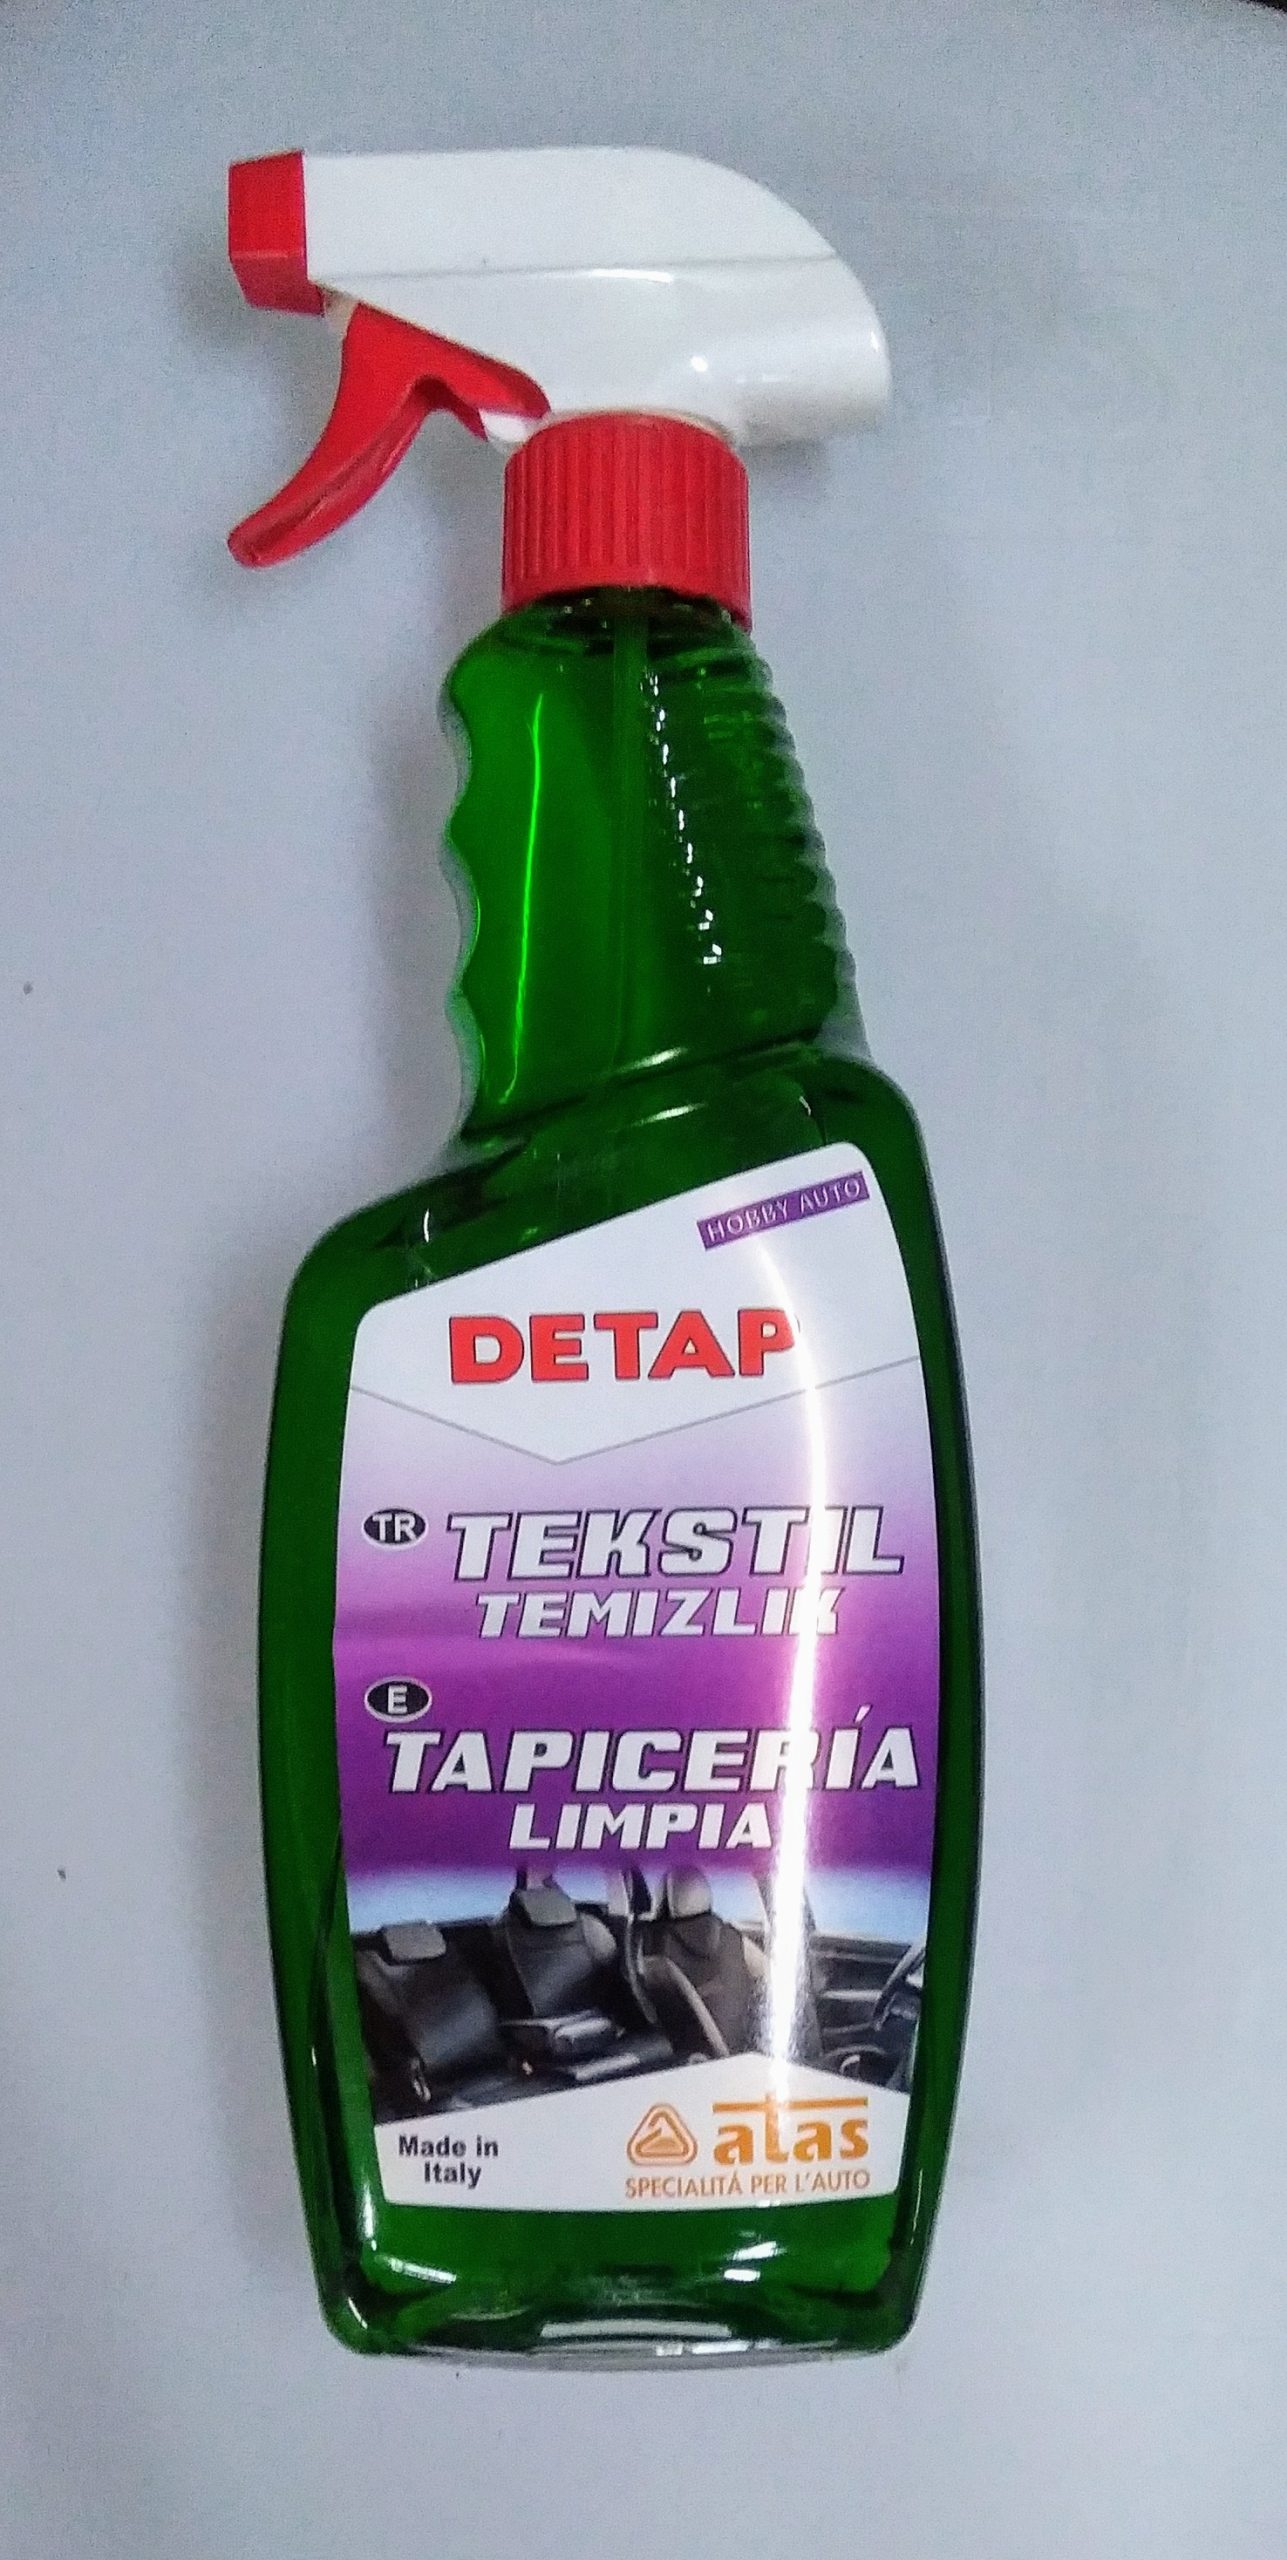 HOBBY AUTO
DETAP
TR TEKSTIL
TEMIZLIK
E
TAPICERÍA
LIMPIA
Made in
Italy
atas
SPECIALITÁ PER L'AUTO